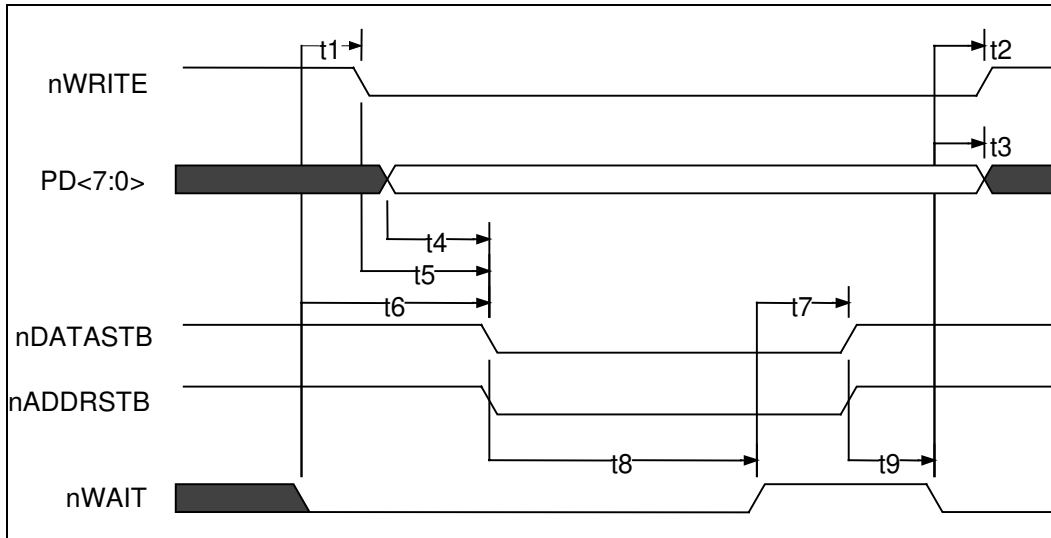 t1
t2
nWRITE
t3
PD<7:0>
t4
t5
t6
t7
nDATASTB
nADDRSTB
t8
t9
nWAIT